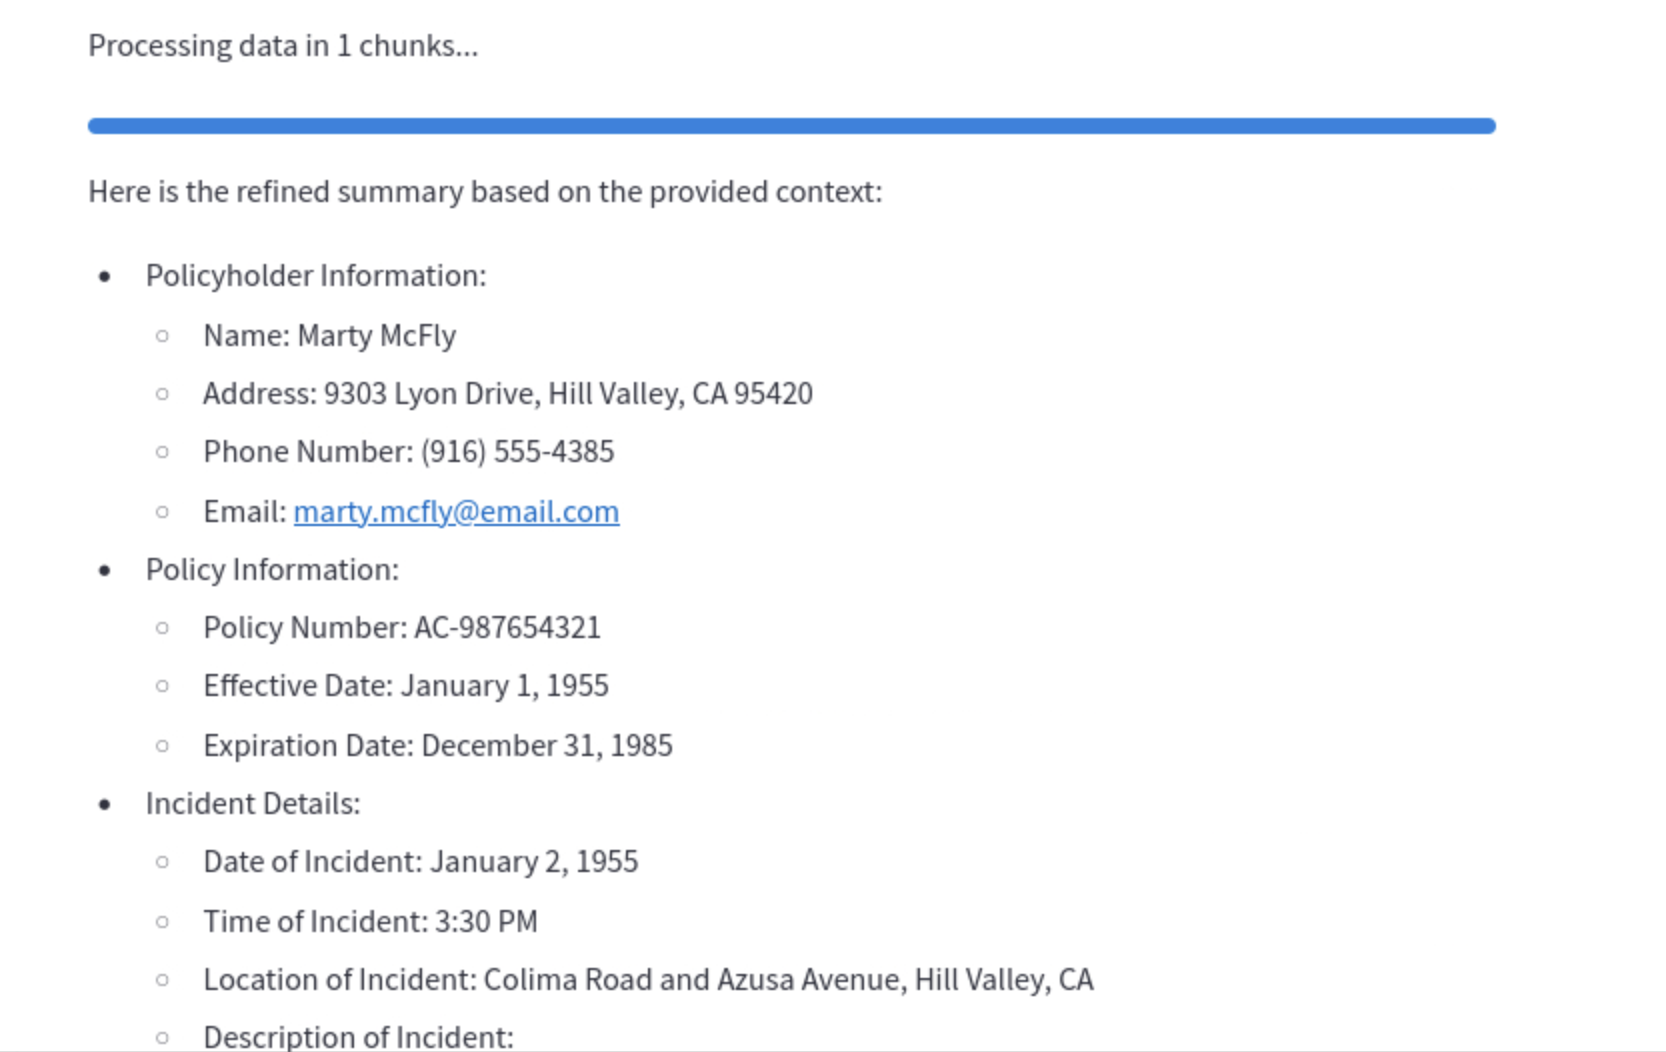 Processing data in 1 chunks...
Here is the refined summary based on the provided context:
• Policyholder Information:
○ Name: Marty McFly
○ Address: 9303 Lyon Drive, Hill Valley, CA 95420
○ Phone Number: (916) 555-4385
○ Email: marty.mcfly@email.com
• Policy Information:
○ Policy Number: AC-987654321
○ Effective Date: January 1, 1955
○ Expiration Date: December 31, 1985
• Incident Details:
○ Date of Incident: January 2, 1955
○ Time of Incident: 3:30 PM
○ Location of Incident: Colima Road and Azusa Avenue, Hill Valley, CA
○ Description of Incident: